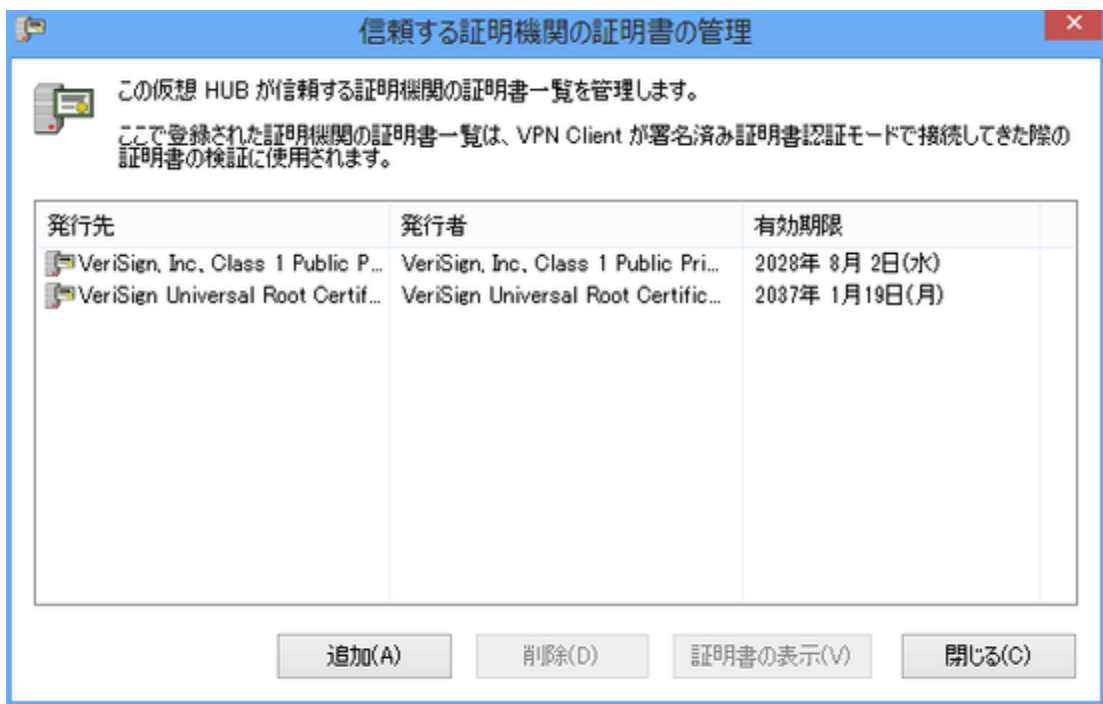 信頼する証明機関の証明書の管理
この仮想 HUB が信頼する証明機関の証明書一覧を管理します。
ここで登録された証明機関の証明書一覧は、VPN Client が署名済み証明書認証モードで接続してきた際の
証明書の検証に使用されます。
発行先 発行者 有効期限
VeriSign, Inc., Class 1 Public P... VeriSign, Inc., Class 1 Public Pri... 2028年 8月 2日(水)
VeriSign Universal Root Certif... VeriSign Universal Root Certific... 2037年 1月19日(月)
追加(A) 削除(D) 証明書の表示(V) 閉じる(C)